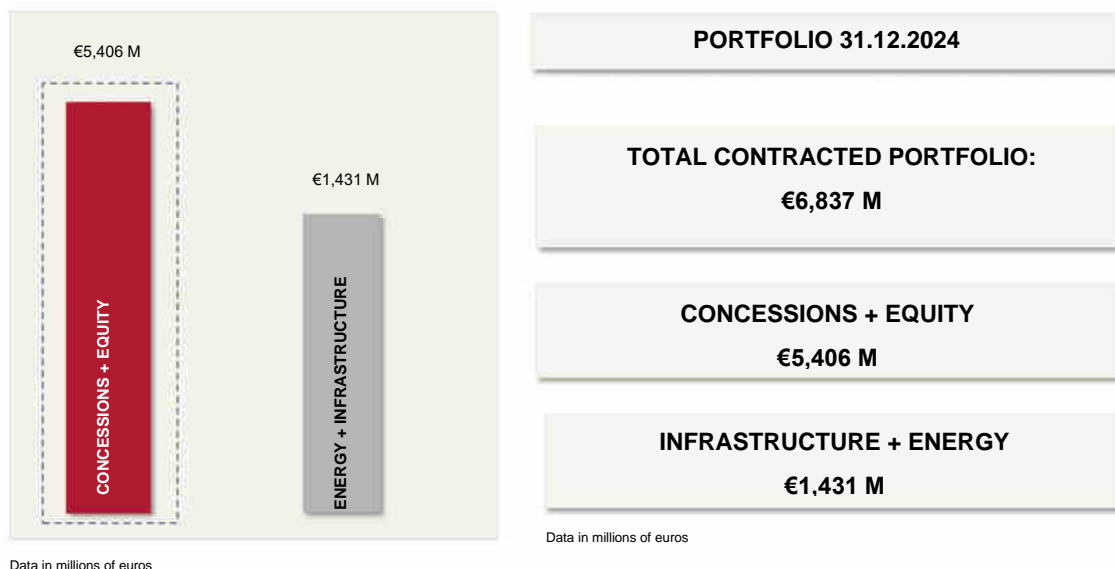 €5,406 M
€1,431 M
CONCESSIONS + EQUITY
ENERGY + INFRASTRUCTURE
Data in millions of euros
PORTFOLIO 31.12.2024
TOTAL CONTRACTED PORTFOLIO:
€6,837 M
CONCESSIONS + EQUITY
€5,406 M
INFRASTRUCTURE + ENERGY
€1,431 M
Data in millions of euros